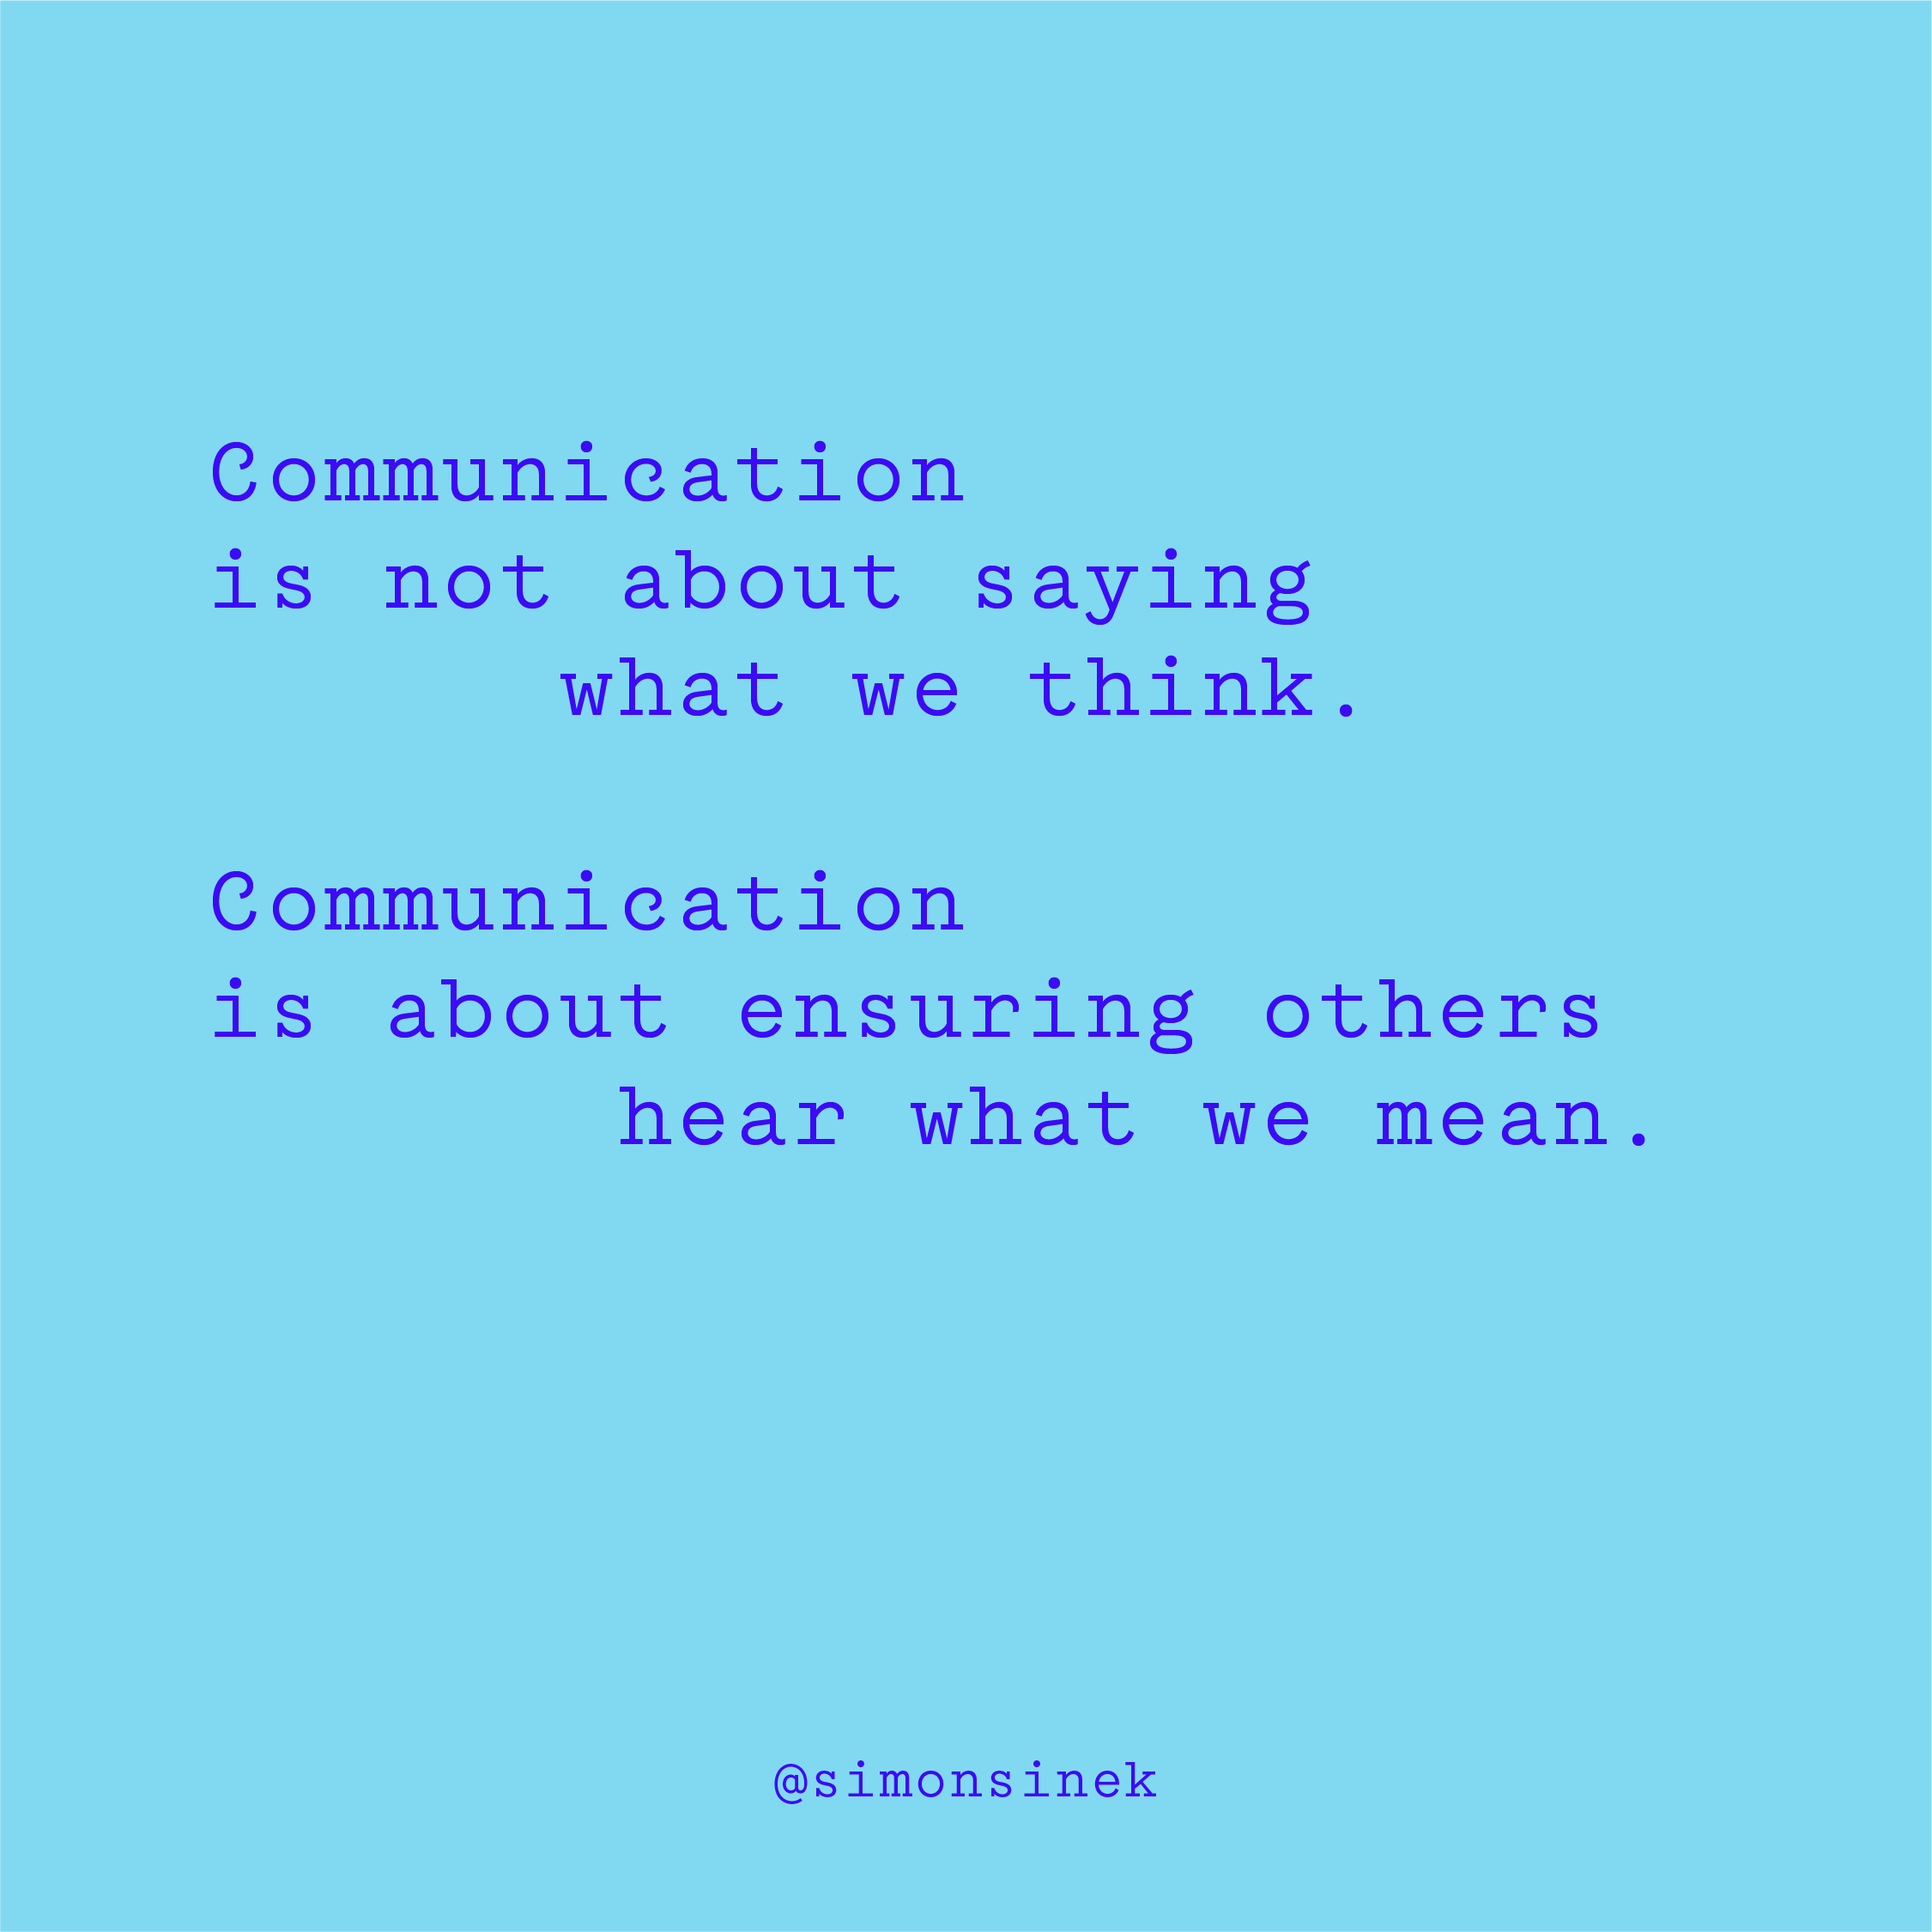 Communication
is not about saying
what we think.
Communication
is about ensuring others
hear what we mean.
@simonsinek